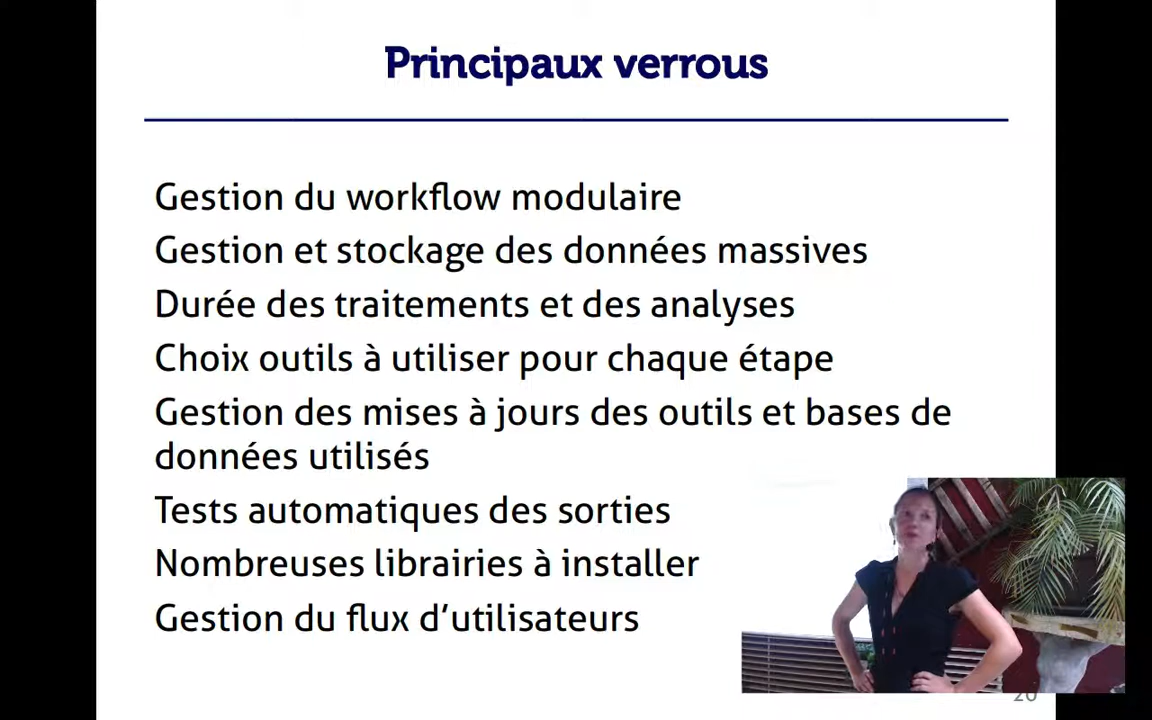 Principaux verrous
Gestion du workflow modulaire
Gestion et stockage des données massives
Durée des traitements et des analyses
Choix outils à utiliser pour chaque étape
Gestion des mises à jours des outils et bases de
données utilisés
Tests automatiques des sorties
Nombreuses librairies à installer
Gestion du flux d’utilisateurs
20